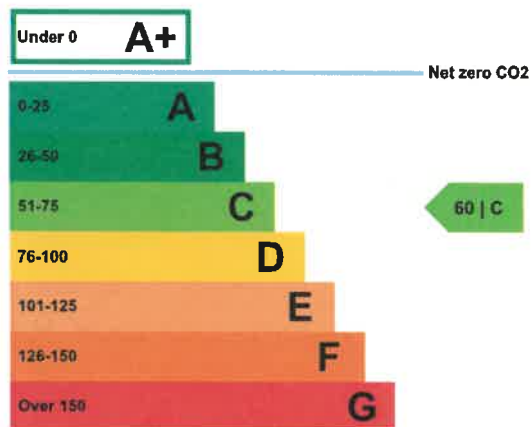 Under 0 A+
Net zero CO2
0-25 A
26-50 B
51-75 C
60 | C
76-100 D
101-125 E
126-150 F
Over 150 G